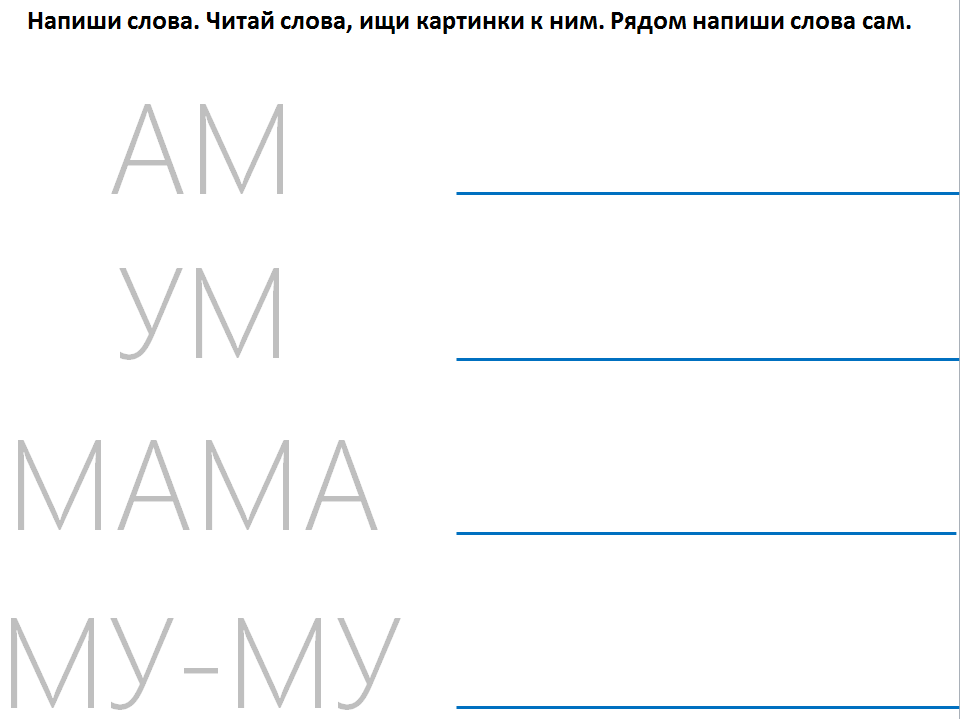 Напиши слова. Читай слова, ищи картинки к ним. Рядом напиши слова сам.
АМ
УМ
МАМА
МУ-МУ